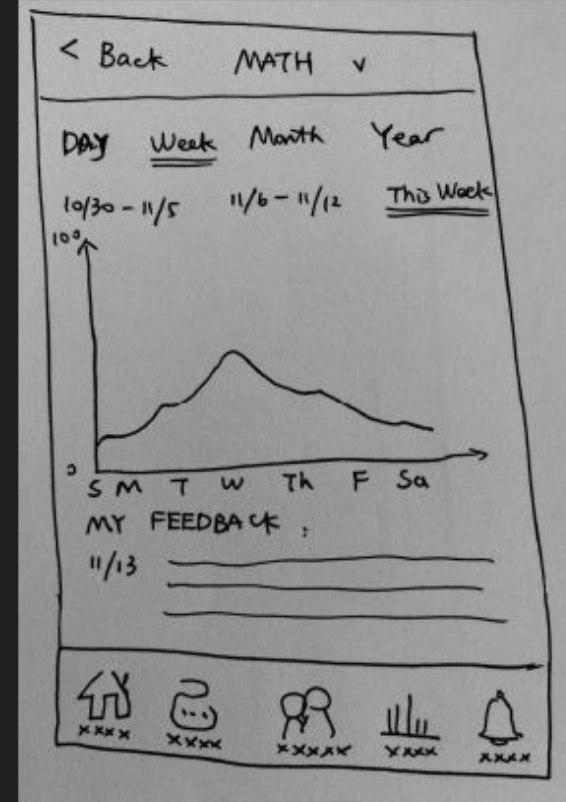 < Back MATH v
DAY Week Month Year
10/30 - 11/5 11/6 - 11/12 This Week
100
0
S M T W Th F Sa
MY FEEDBACK :
11/13
xxxx xxxx xxxxx xxxx xxxx